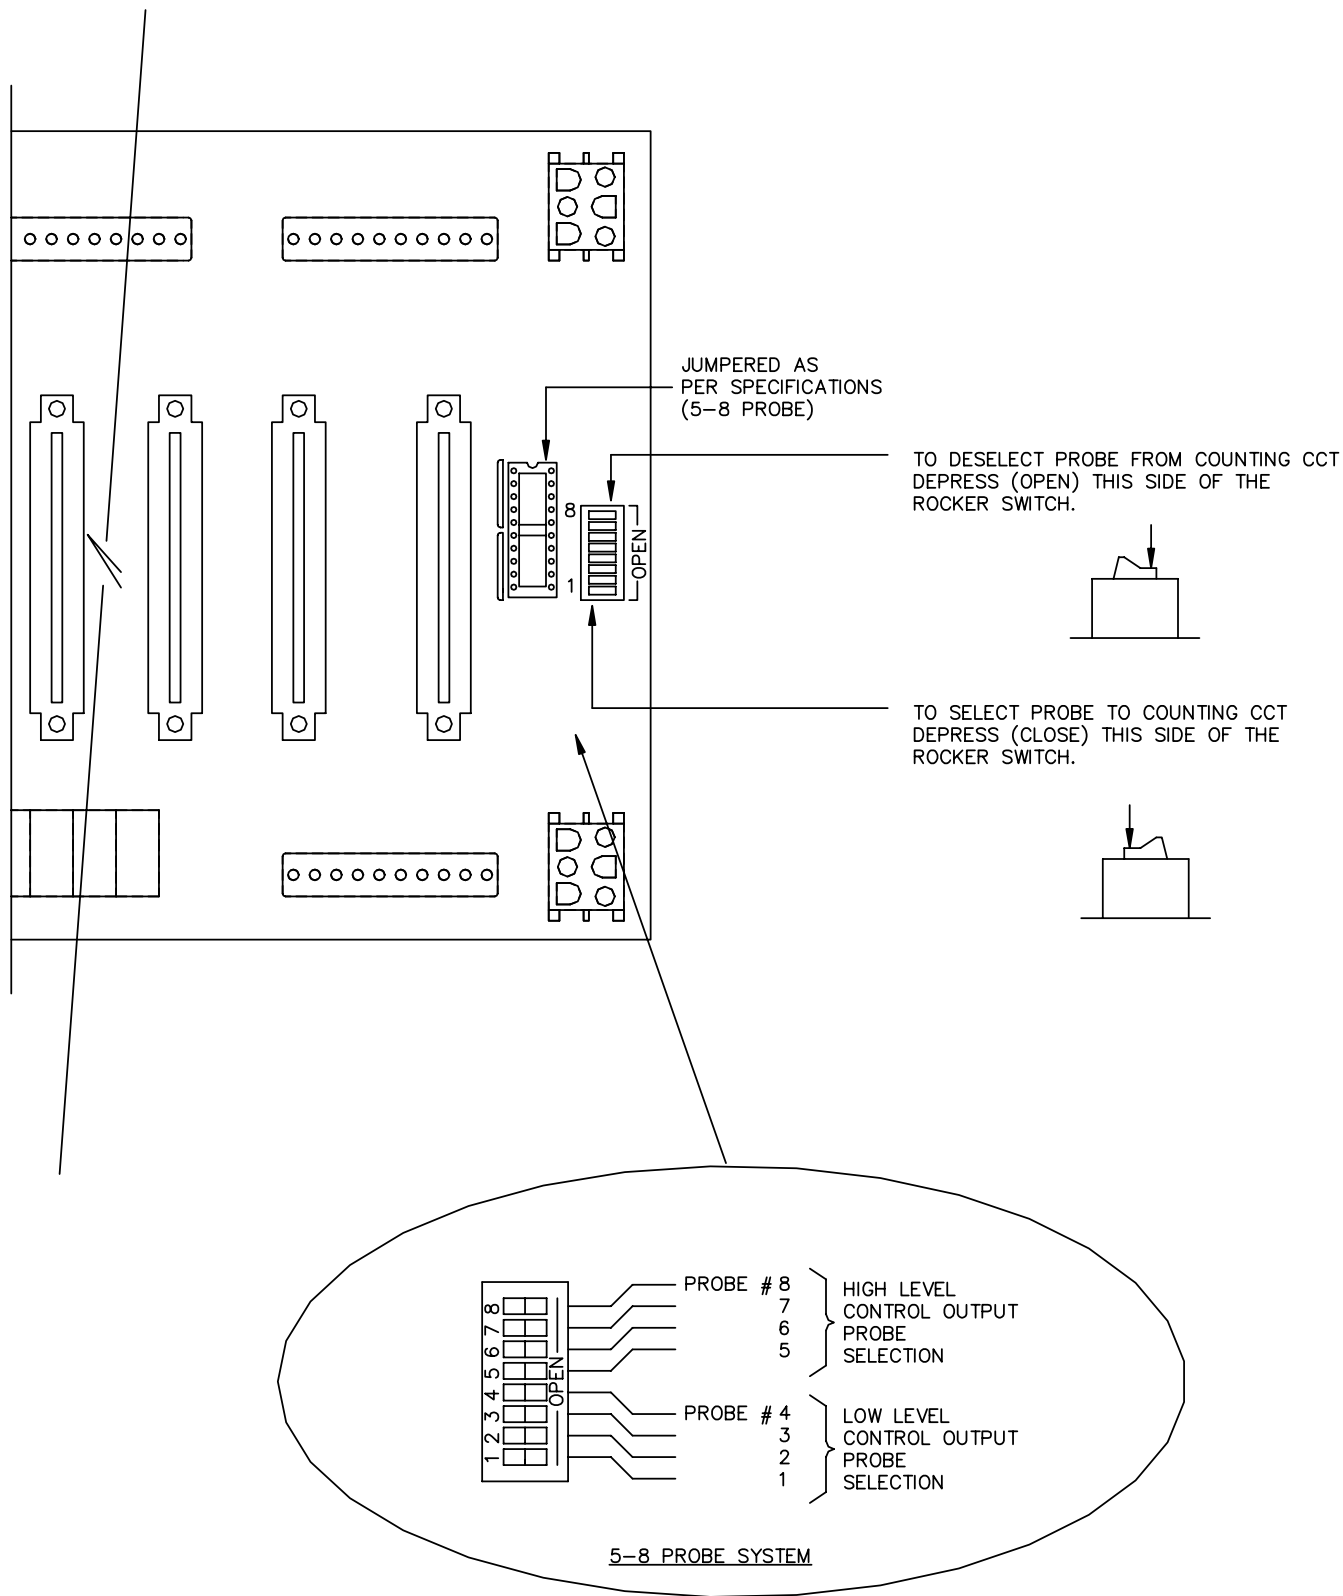 JUMPERED AS
PER SPECIFICATIONS
(5-8 PROBE)
TO DESELECT PROBE FROM COUNTING CCT
DEPRESS (OPEN) THIS SIDE OF THE
ROCKER SWITCH.
8
1
OPEN
TO SELECT PROBE TO COUNTING CCT
DEPRESS (CLOSE) THIS SIDE OF THE
ROCKER SWITCH.
1 2 3 4 5 6 7 8
OPEN
PROBE # 8
7
6
5
HIGH LEVEL
CONTROL OUTPUT
PROBE
SELECTION
PROBE # 4
3
2
1
LOW LEVEL
CONTROL OUTPUT
PROBE
SELECTION
5-8 PROBE SYSTEM